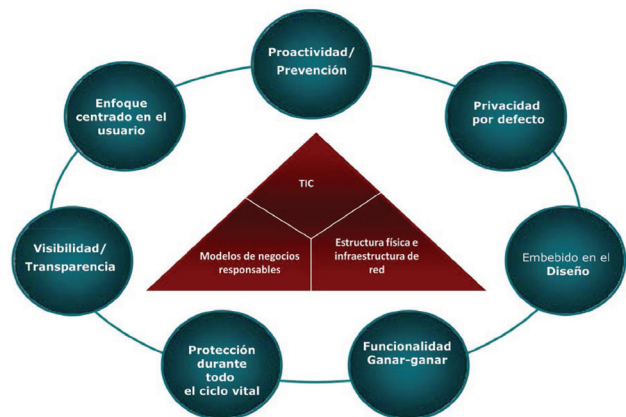 Proactividad/
Prevención
Privacidad
por defecto
Embebido en el
Diseño
Funcionalidad
Ganar-ganar
Protección
durante
todo
el ciclo vital
Visibilidad/
Transparencia
Enfoque
centrado en el
usuario
TIC
Modelos de negocios
responsables
Estructura física e
infraestructura de
red